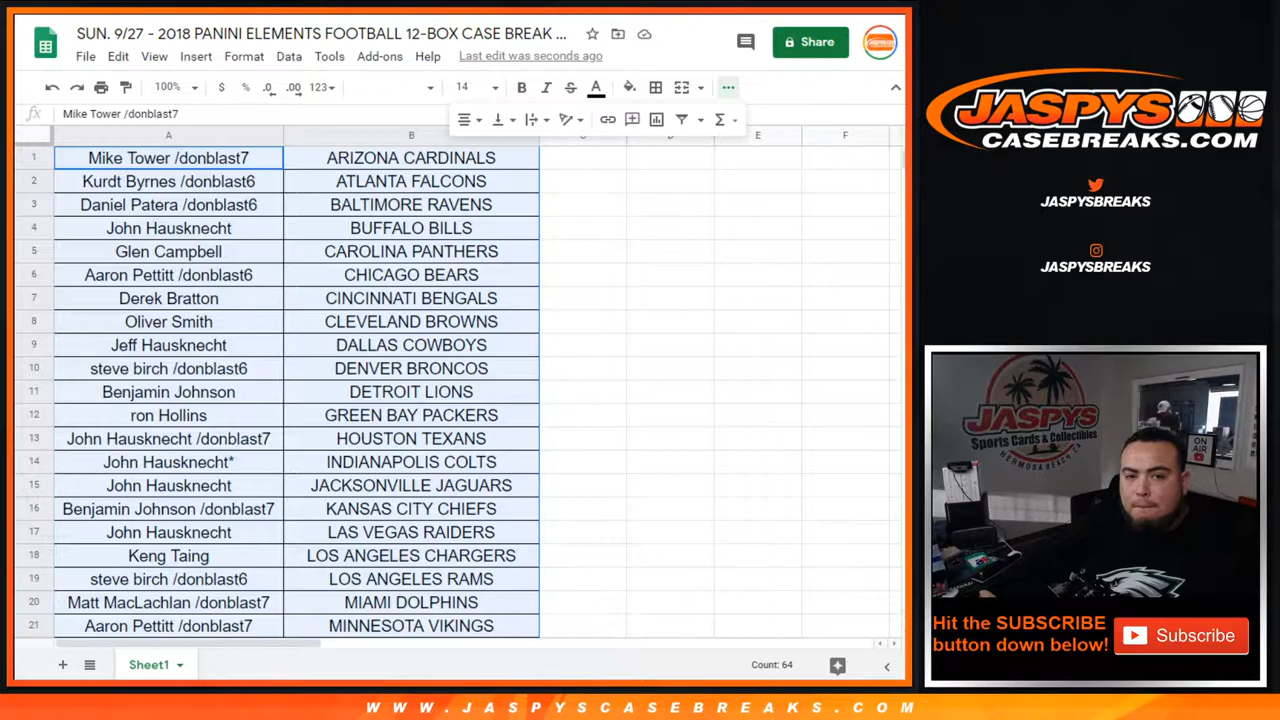 SUN. 9/27 - 2018 PANINI ELEMENTS FOOTBALL 12-BOX CASE BREAK ...
Share
File Edit View Insert Format Data Tools Add-ons Help Last edit was seconds ago
100% $ % .0 .00 123 14 B I S A
fx Mike Tower /donblast7
A B C D E F
1 Mike Tower /donblast7 ARIZONA CARDINALS
2 Kurdt Byrnes /donblast6 ATLANTA FALCONS
3 Daniel Patera /donblast6 BALTIMORE RAVENS
4 John Hausknecht BUFFALO BILLS
5 Glen Campbell CAROLINA PANTHERS
6 Aaron Pettitt /donblast6 CHICAGO BEARS
7 Derek Bratton CINCINNATI BENGALS
8 Oliver Smith CLEVELAND BROWNS
9 Jeff Hausknecht DALLAS COWBOYS
10 steve birch /donblast6 DENVER BRONCOS
11 Benjamin Johnson DETROIT LIONS
12 ron Hollins GREEN BAY PACKERS
13 John Hausknecht /donblast7 HOUSTON TEXANS
14 John Hausknecht* INDIANAPOLIS COLTS
15 John Hausknecht JACKSONVILLE JAGUARS
16 Benjamin Johnson /donblast7 KANSAS CITY CHIEFS
17 John Hausknecht LAS VEGAS RAIDERS
18 Keng Taing LOS ANGELES CHARGERS
19 steve birch /donblast6 LOS ANGELES RAMS
20 Matt MacLachlan /donblast7 MIAMI DOLPHINS
21 Aaron Pettitt /donblast7 MINNESOTA VIKINGS
Sheet1
Count: 64
JASPYS
CASEBREAKS.COM
JASPYSBREAKS
JASPYSBREAKS
JASPYS
Sports Cards & Collectibles
HERMOSA BEACH CA
ON
AIR
Hit the SUBSCRIBE
button down below!
Subscribe
WWW.JASPYSCASEBREAKS.COM